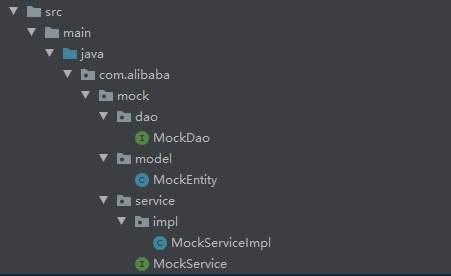 src
main
java
com.alibaba
mock
dao
MockDao
model
MockEntity
service
impl
MockServiceImpl
MockService